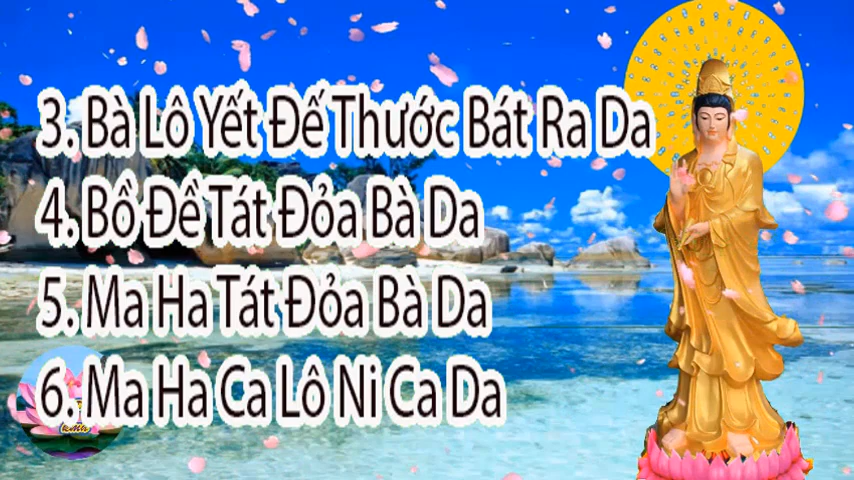 3. Bà Lô Yết Đế Thước Bát Ra Da
4. Bồ Đề Tát Đỏa Bà Da
5. Ma Ha Tát Đỏa Bà Da
6. Ma Ha Ca Lô Ni Ca Da